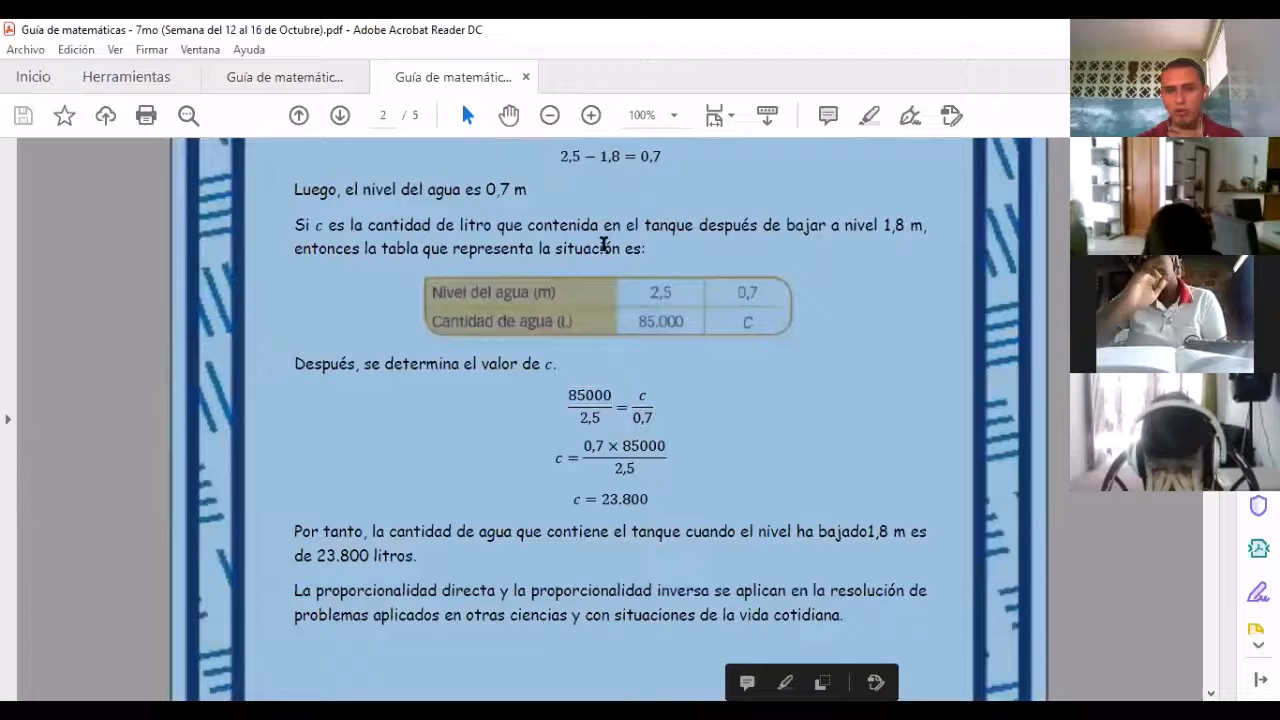 Guía de matemáticas - 7mo (Semana del 12 al 16 de Octubre).pdf - Adobe Acrobat Reader DC
Archivo Edición Ver Firmar Ventana Ayuda
Inicio Herramientas Guía de matemátic... Guía de matemátic... ×
2 / 5 100%
2,5 − 1,8 = 0,7
Luego, el nivel del agua es 0,7 m
Si c es la cantidad de litro que contenida en el tanque después de bajar a nivel 1,8 m,
entonces la tabla que representa la situación es:
Nivel del agua (m) 2,5 0,7
Cantidad de agua (L) 85.000 C
Después, se determina el valor de c.
85000/2,5 = c/0,7
c = 0,7 × 85000/2,5
c = 23.800
Por tanto, la cantidad de agua que contiene el tanque cuando el nivel ha bajado1,8 m es
de 23.800 litros.
La proporcionalidad directa y la proporcionalidad inversa se aplican en la resolución de
problemas aplicados en otras ciencias y con situaciones de la vida cotidiana.